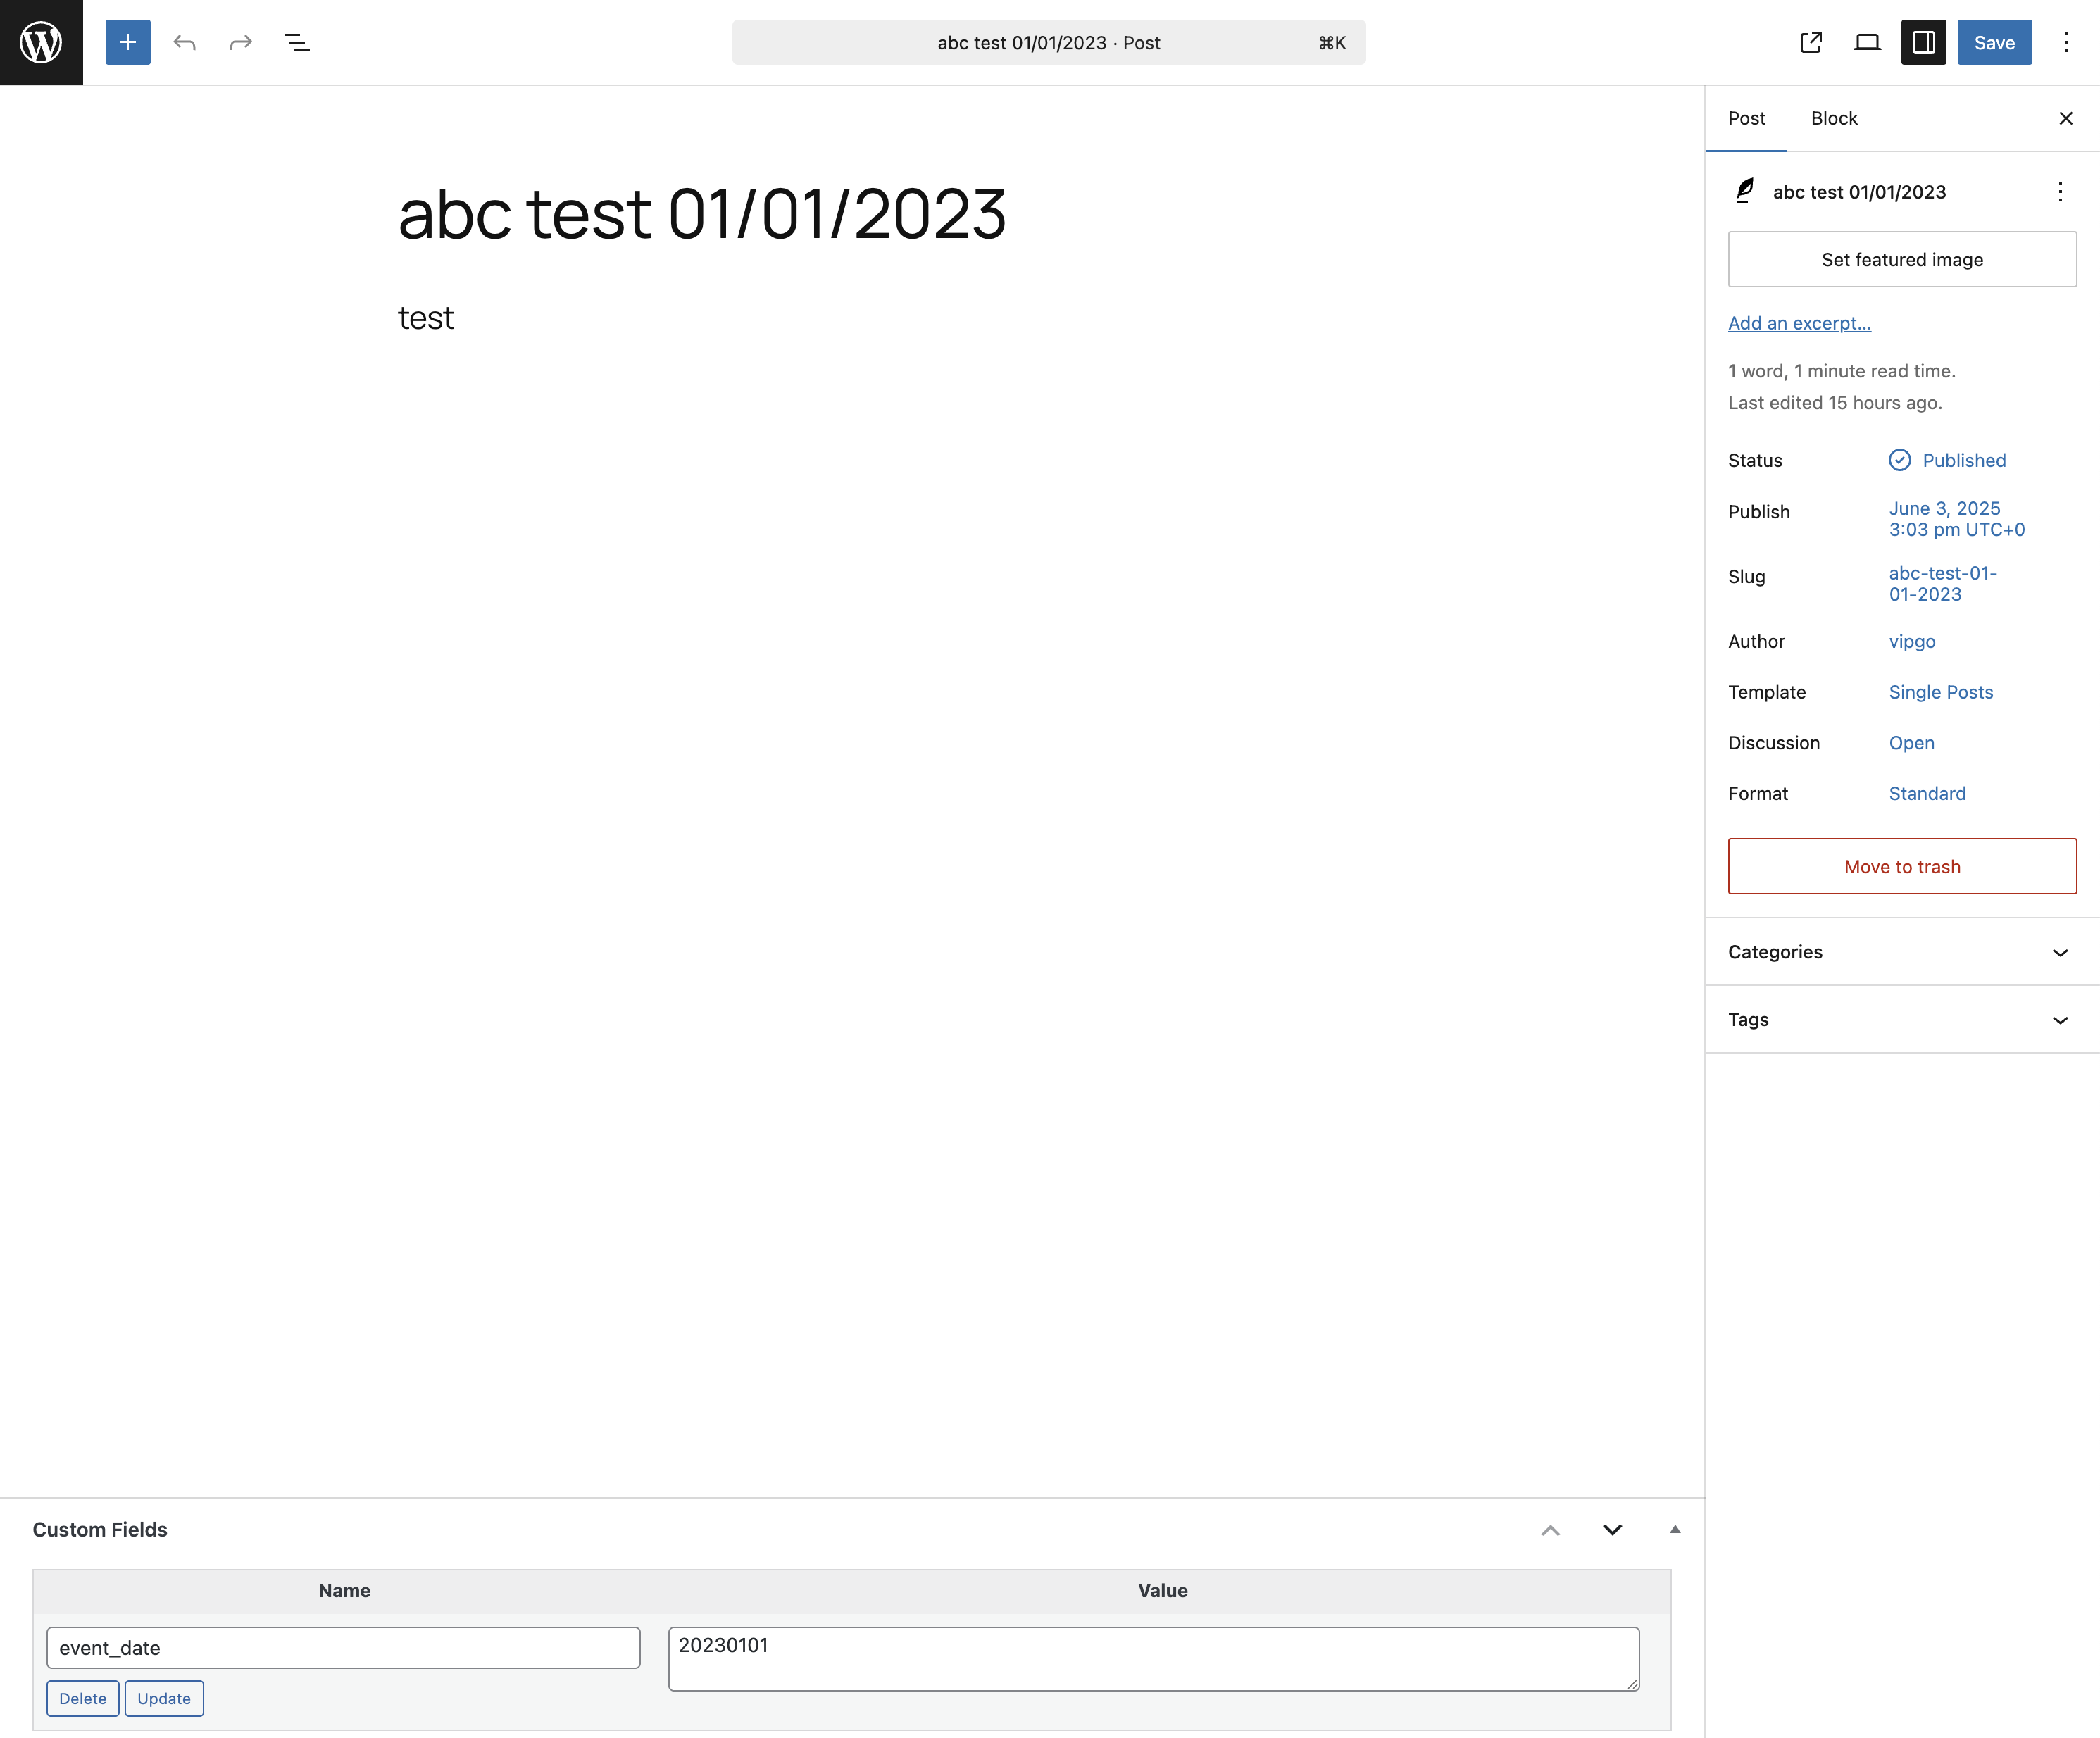 abc test 01/01/2023 · Post ⌘K
Save
abc test 01/01/2023
test
Post Block
abc test 01/01/2023
Set featured image
Add an excerpt...
1 word, 1 minute read time.
Last edited 15 hours ago.
Status Published
Publish June 3, 2025
3:03 pm UTC+0
Slug abc-test-01-
01-2023
Author vipgo
Template Single Posts
Discussion Open
Format Standard
Move to trash
Categories
Tags
Custom Fields
Name Value
event_date 20230101
Delete Update